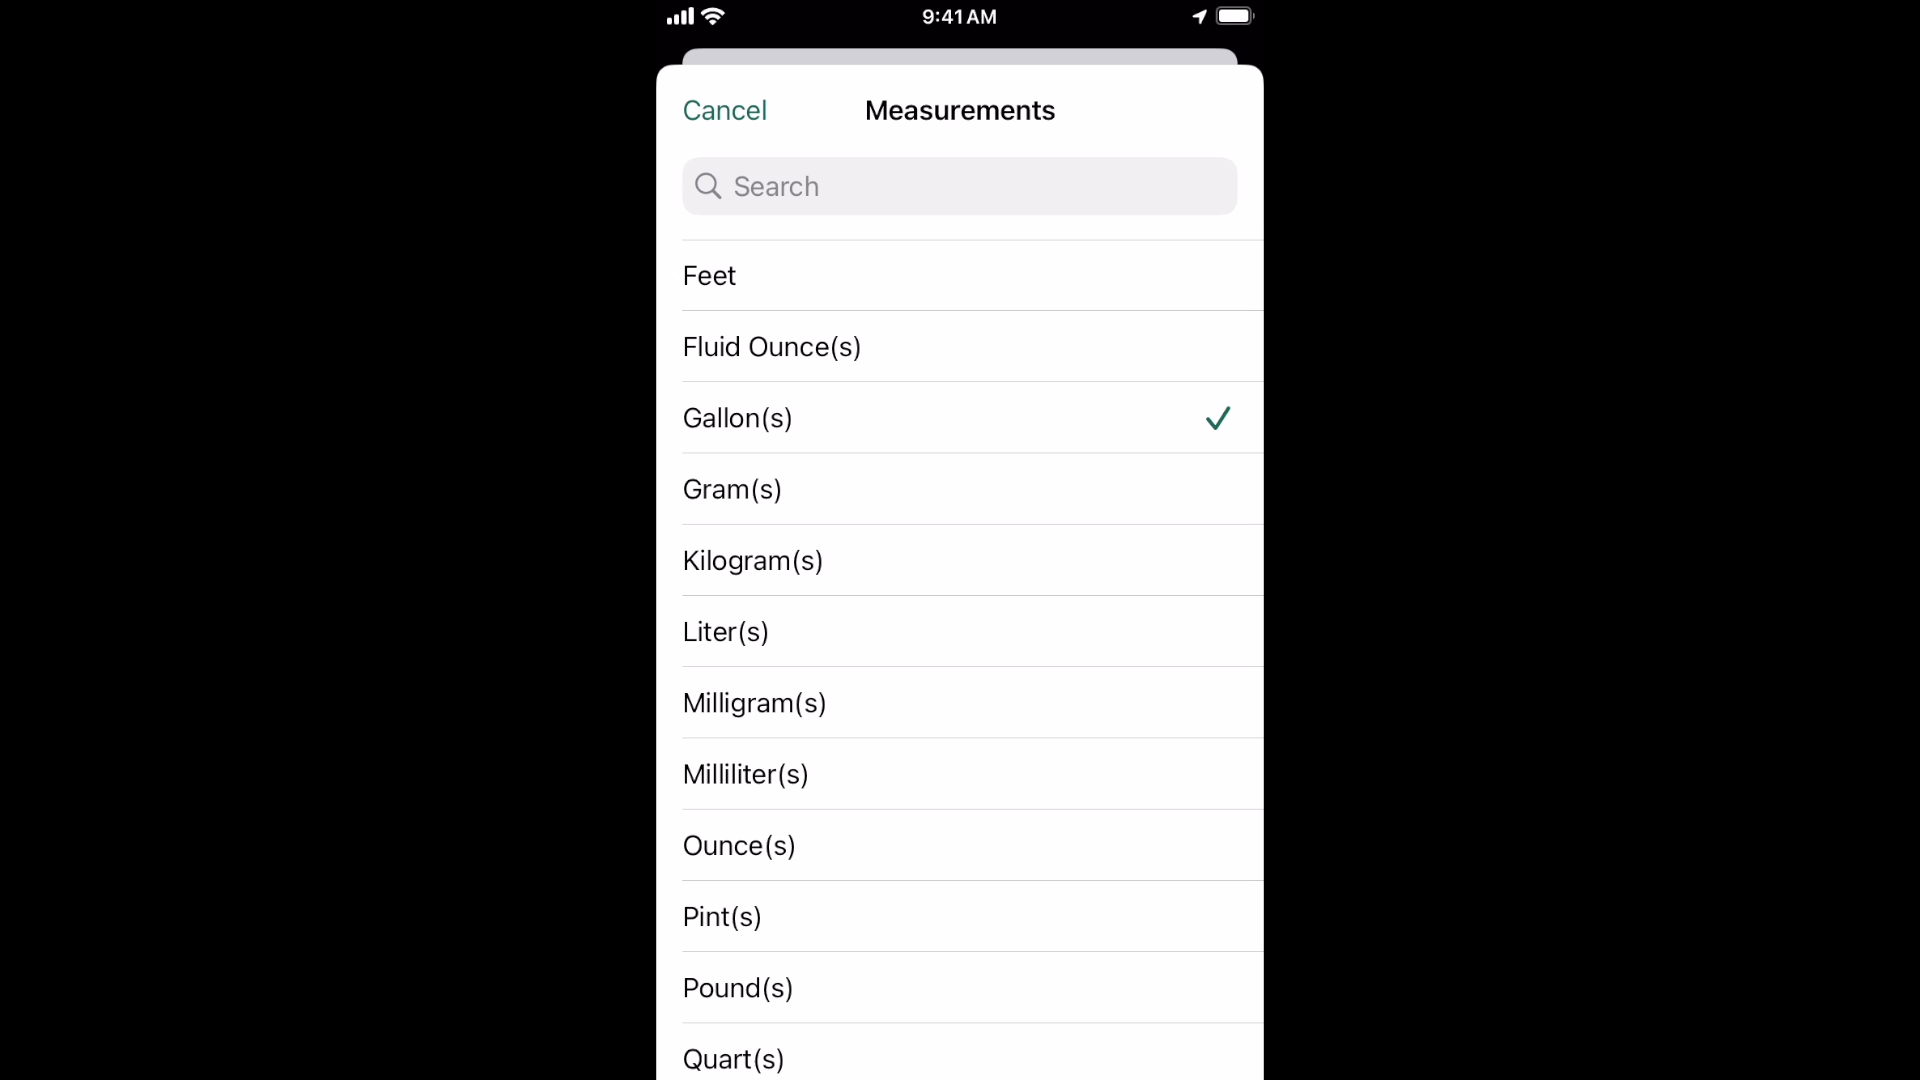 9:41 AM
Cancel
Measurements
Search
Feet
Fluid Ounce(s)
Gallon(s)
Gram(s)
Kilogram(s)
Liter(s)
Milligram(s)
Milliliter(s)
Ounce(s)
Pint(s)
Pound(s)
Quart(s)